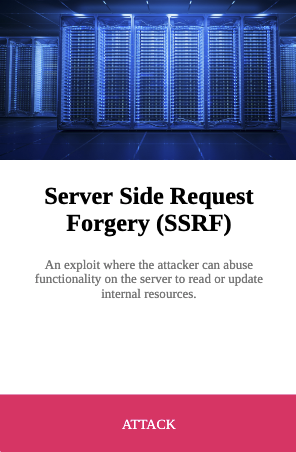 Server Side Request
Forgery (SSRF)
An exploit where the attacker can abuse
functionality on the server to read or update
internal resources.
ATTACK